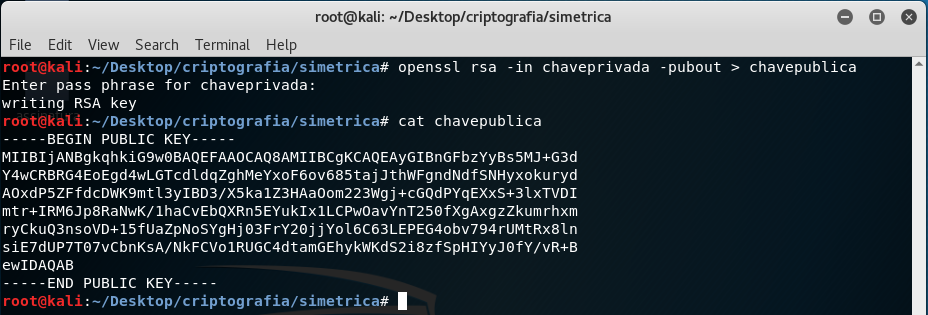 root@kali: ~/Desktop/criptografia/simetrica
File Edit View Search Terminal Help
root@kali:~/Desktop/criptografia/simetrica# openssl rsa -in chaveprivada -pubout > chavepublica
Enter pass phrase for chaveprivada:
writing RSA key
root@kali:~/Desktop/criptografia/simetrica# cat chavepublica
-----BEGIN PUBLIC KEY-----
MIIBIjANBgkqhkiG9w0BAQEFAAOCAQ8AMIIBCgKCAQEAyGIBnGFbzYyBs5MJ+G3d
Y4wCRBRG4EoEgd4wLGTcdldqZghMeYxoF6ov685tajJthWFgndNdfSNHyxokuryd
AOxdP5ZFfdcDWK9mtl3yIBD3/X5ka1Z3HAaOom223Wgj+cGQdPYqEXxS+3lxTVDI
mtr+IRM6Jp8RaNwK/1haCvEbQXRn5EYukIx1LCPwOavYnT250fXgAxgzZkumrhxm
ryCkuQ3nsoVD+15fUaZpNoSYgHj03FrY20jjYol6C63LEPEG4obv794rUMtRx8ln
siE7dUP7T07vCbnKsA/NkFCVo1RUGC4dtamGEhykWKdS2i8zfSpHIYyJ0fY/vR+B
ewIDAQAB
-----END PUBLIC KEY-----
root@kali:~/Desktop/criptografia/simetrica#